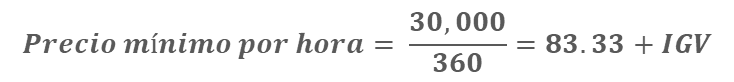 Precio mínimo por hora = 30,000 / 360 = 83.33 + IGV